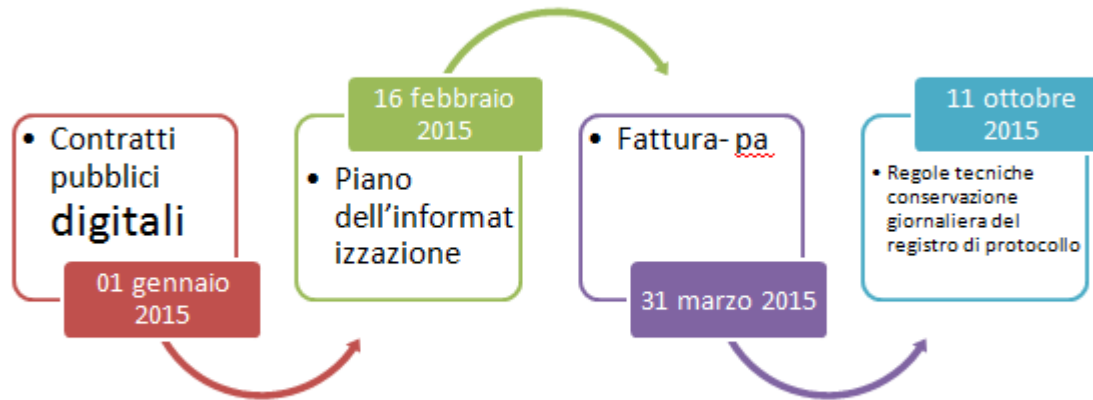 • Contratti
pubblici
digitali
01 gennaio
2015
16 febbraio
2015
• Piano
dell’informat
izzazione
• Fattura- pa
31 marzo 2015
11 ottobre
2015
• Regole tecniche
conservazione
giornaliera del
registro di protocollo